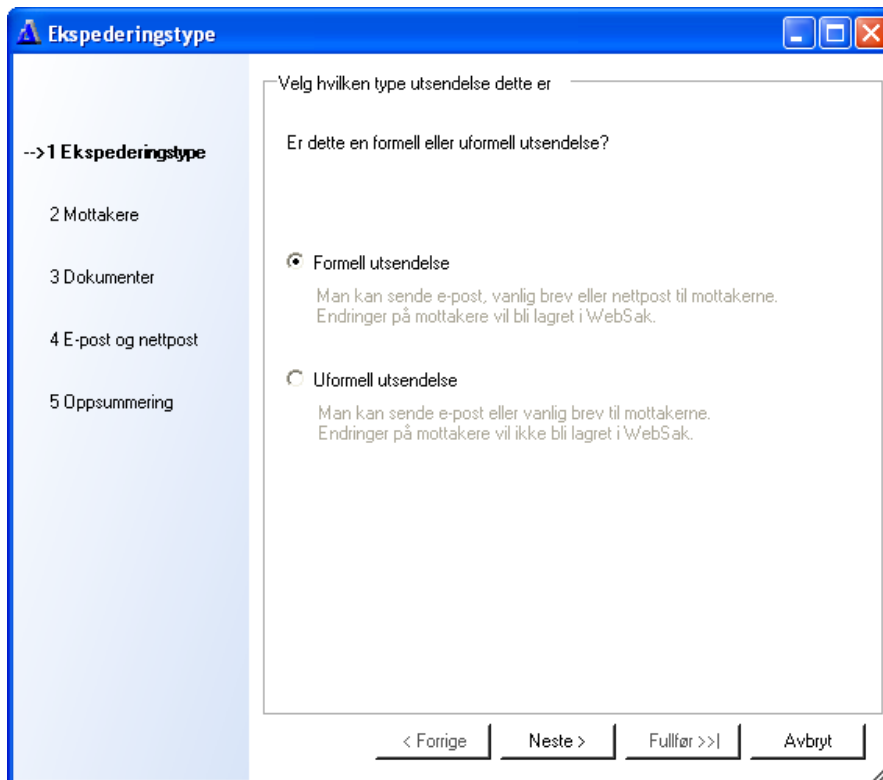 Ekspederingstype
Velg hvilken type utsendelse dette er
-->1 Ekspederingstype
2 Mottakere
3 Dokumenter
4 E-post og nettpost
5 Oppsummering
Er dette en formell eller uformell utsendelse?
Formell utsendelse
Man kan sende e-post, vanlig brev eller nettpost til mottakerne.
Endringer på mottakere vil bli lagret i WebSak.
Uformell utsendelse
Man kan sende e-post eller vanlig brev til mottakerne.
Endringer på mottakere vil ikke bli lagret i WebSak.
< Forrige
Neste >
Fullfør >>|
Avbryt